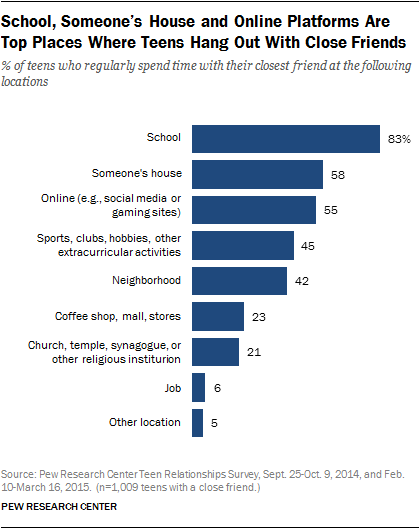 School, Someone's House and Online Platforms Are
Top Places Where Teens Hang Out With Close Friends
% of teens who regularly spend time with their closest friend at the following
locations
School 83%
Someone's house 58
Online (e.g., social media or
gaming sites) 55
Sports, clubs, hobbies, other
extracurricular activities 45
Neighborhood 42
Coffee shop, mall, stores 23
Church, temple, synagogue, or
other religious institurion 21
Job 6
Other location 5
Source: Pew Research Center Teen Relationships Survey, Sept. 25-Oct. 9, 2014, and Feb.
10-March 16, 2015. (n=1,009 teens with a close friend.)
PEW RESEARCH CENTER